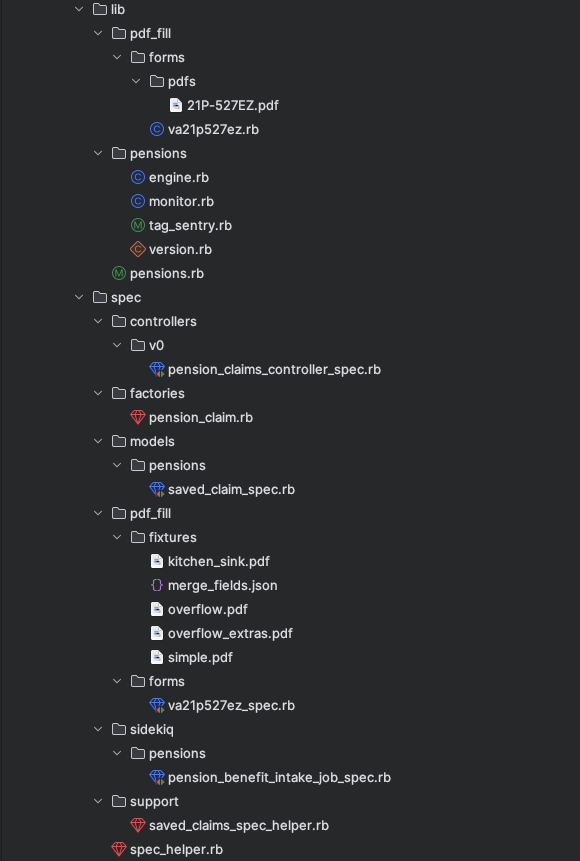 lib
pdf_fill
forms
pdfs
21P-527EZ.pdf
va21p527ez.rb
pensions
engine.rb
monitor.rb
tag_sentry.rb
version.rb
pensions.rb
spec
controllers
v0
pension_claims_controller_spec.rb
factories
pension_claim.rb
models
pensions
saved_claim_spec.rb
pdf_fill
fixtures
kitchen_sink.pdf
merge_fields.json
overflow.pdf
overflow_extras.pdf
simple.pdf
forms
va21p527ez_spec.rb
sidekiq
pensions
pension_benefit_intake_job_spec.rb
support
saved_claims_spec_helper.rb
spec_helper.rb